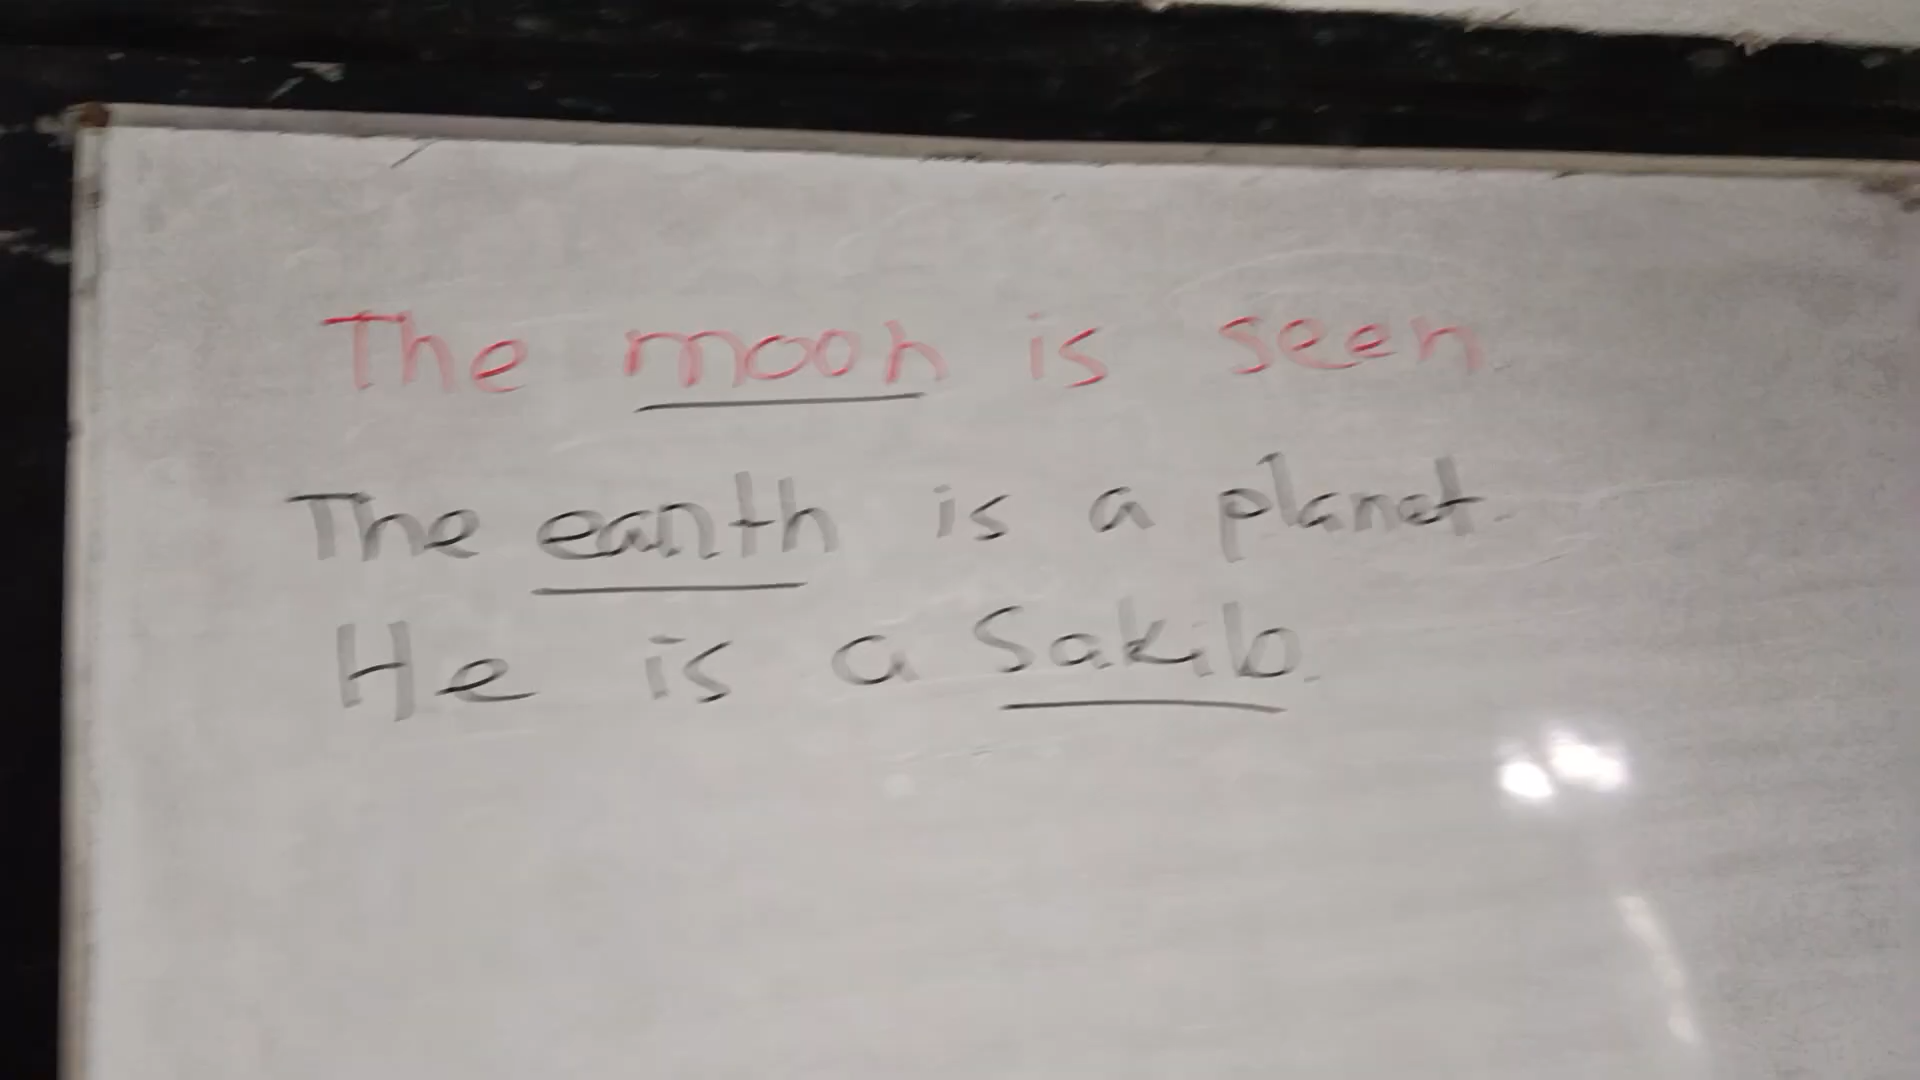 The moon is seen
The earth is a planet.
He is a Sakib.